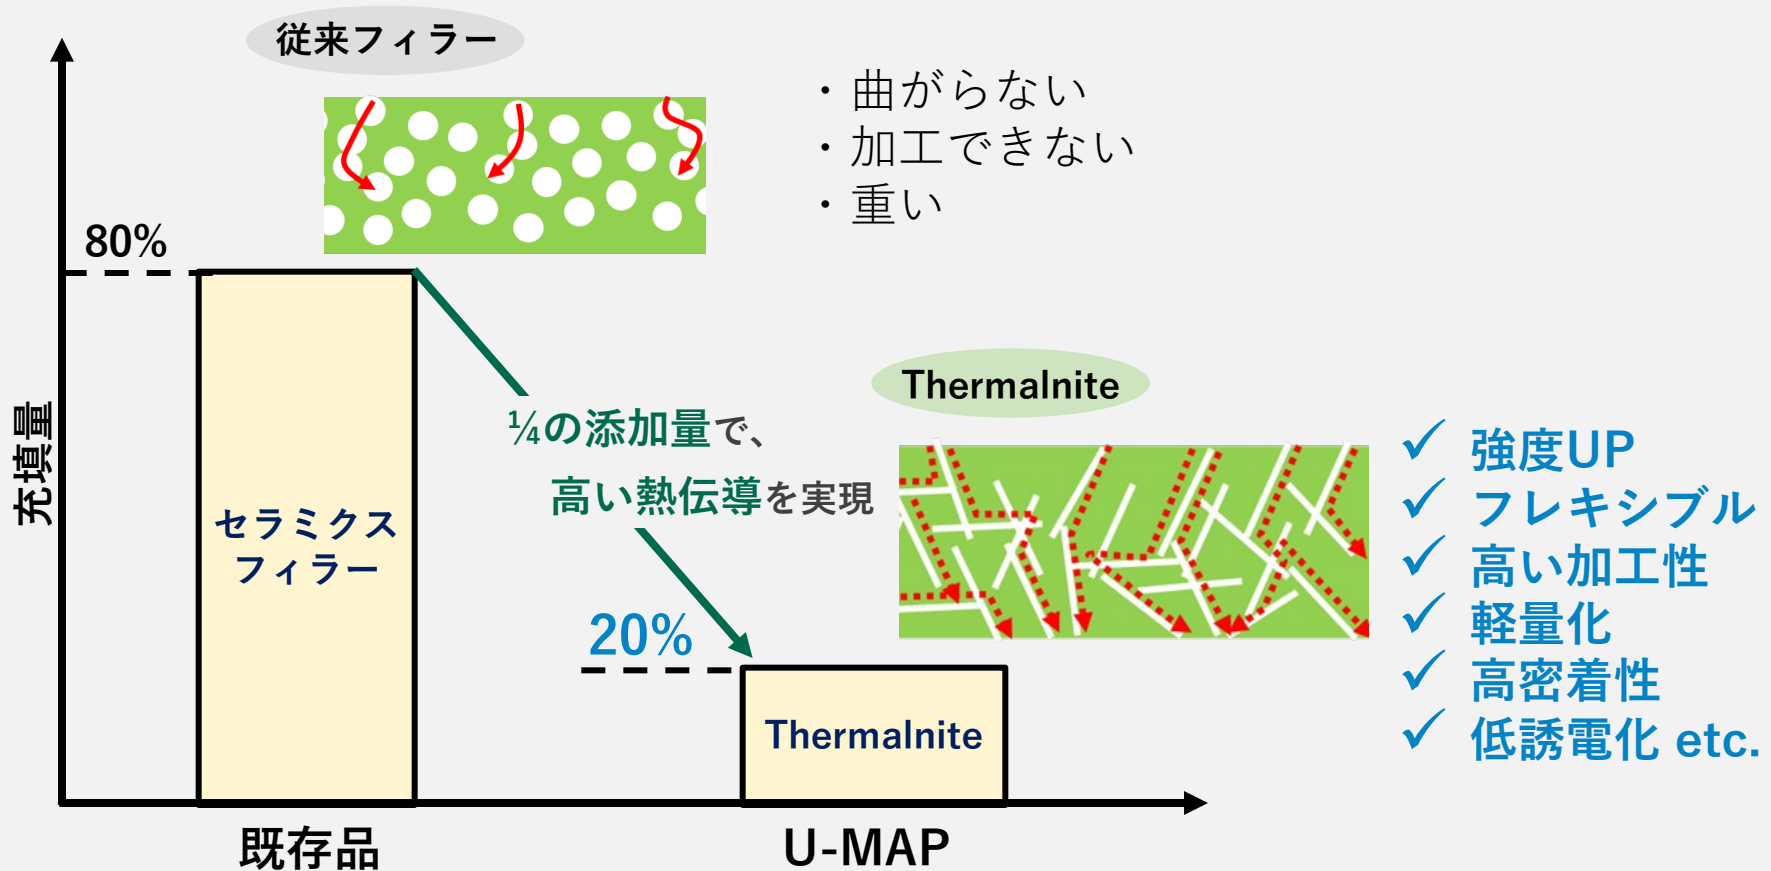 従来フィラー
・曲がらない
・加工できない
・重い
80%
充填量
セラミクス
フィラー
¼の添加量で、
高い熱伝導を実現
Thermalnite
強度UP
フレキシブル
高い加工性
軽量化
高密着性
低誘電化 etc.
20%
Thermalnite
既存品
U-MAP